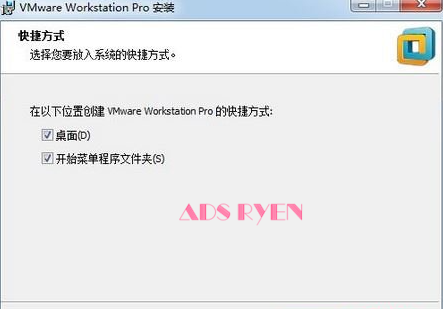 VMware Workstation Pro 安装
快捷方式
选择您要放入系统的快捷方式。
在以下位置创建 VMware Workstation Pro 的快捷方式:
桌面(D)
开始菜单程序文件夹(S)
ADS RYEN